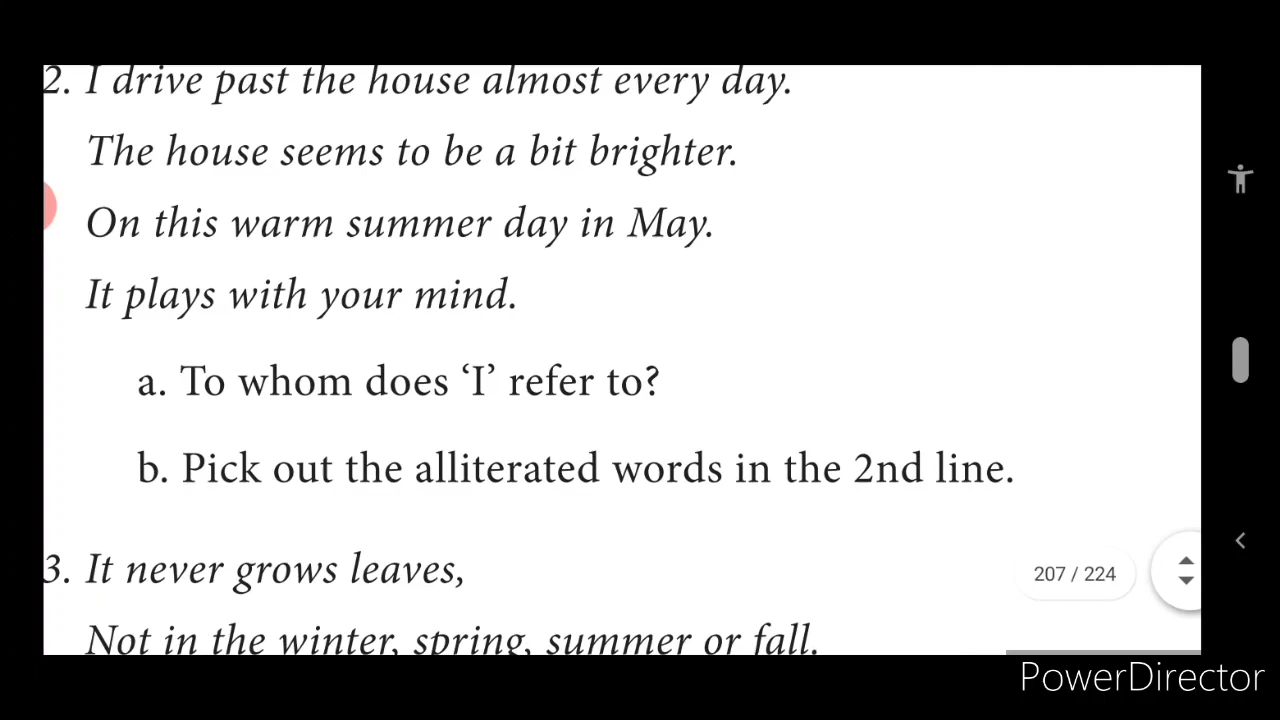 2. I drive past the house almost every day.
The house seems to be a bit brighter.
On this warm summer day in May.
It plays with your mind.
a. To whom does ‘I’ refer to?
b. Pick out the alliterated words in the 2nd line.
3. It never grows leaves,
207 / 224
Not in the winter, spring, summer or fall.
PowerDirector